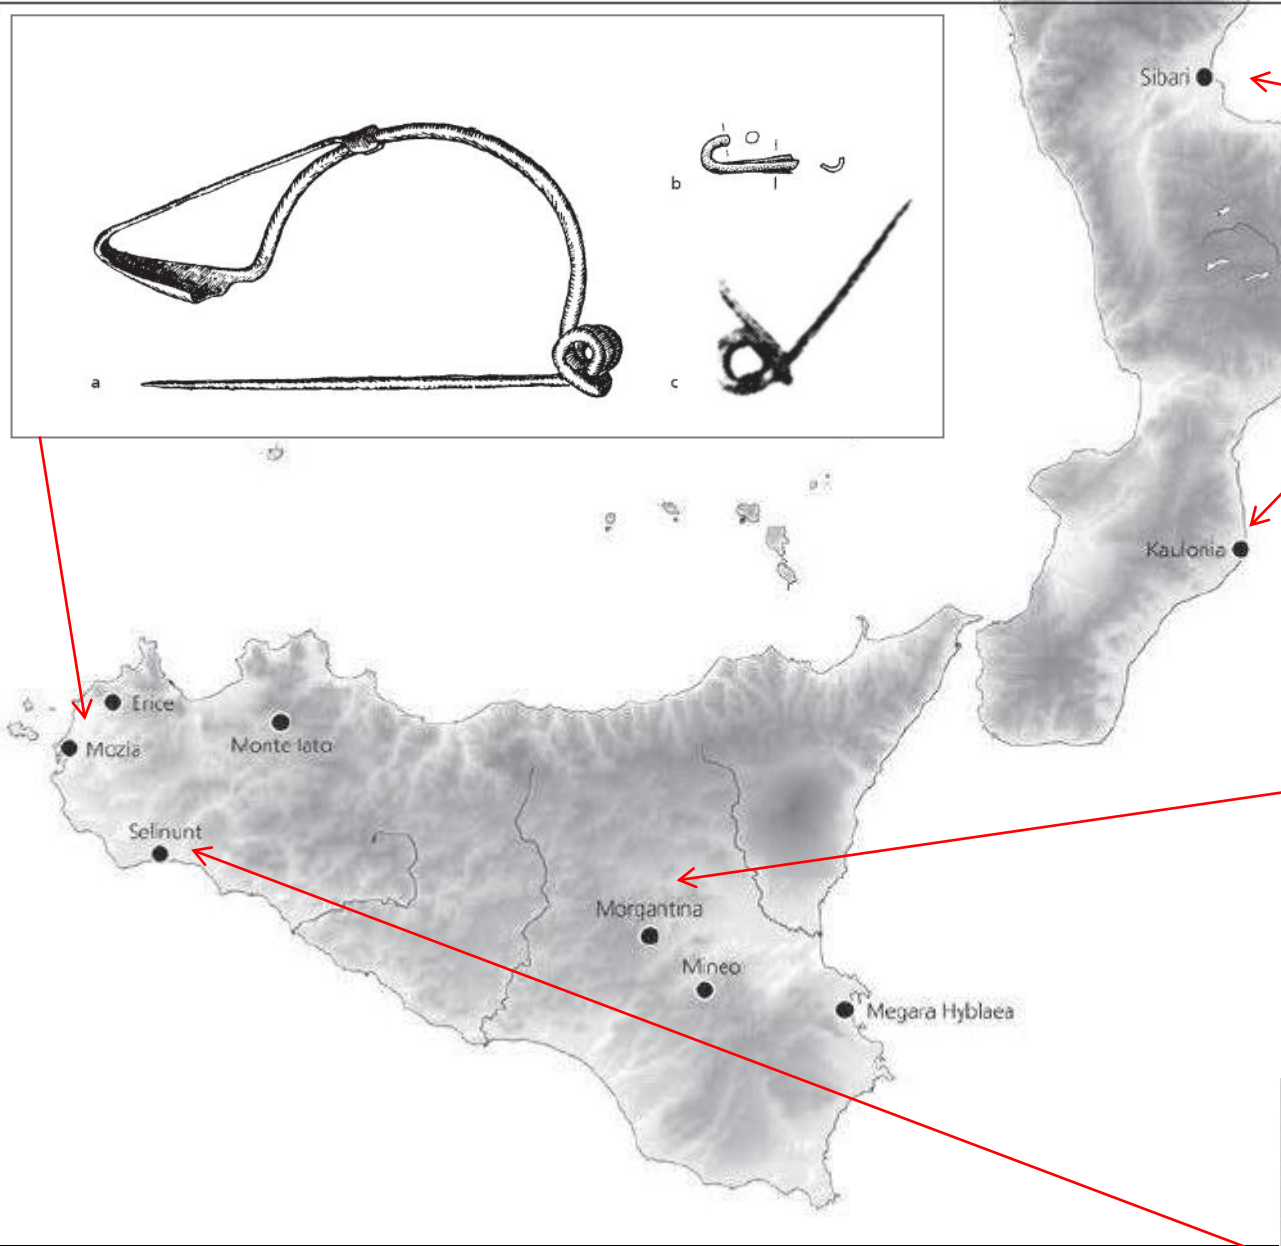 Sibari
b
a
c
Kaulonia
Erice
Mozia
Monte Iato
Selinunt
Morgantina
Mineo
Megara Hyblaea